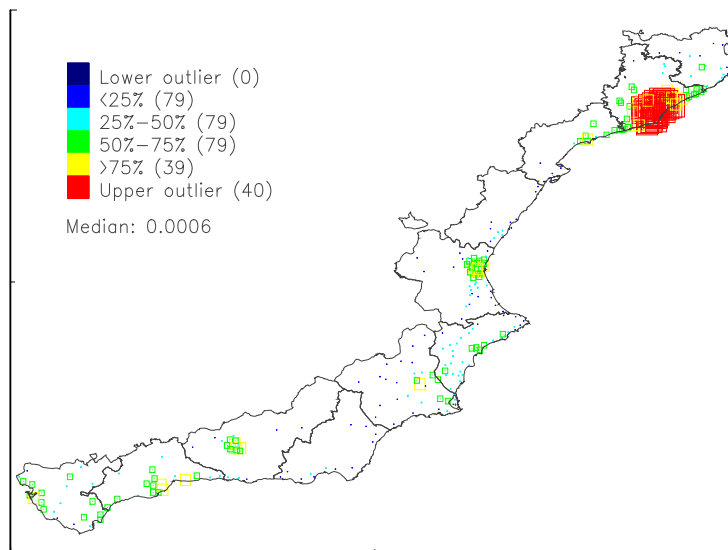 Lower outlier (0)
<25% (79)
25%−50% (79)
50%−75% (79)
>75% (39)
Upper outlier (40)
Median: 0.0006